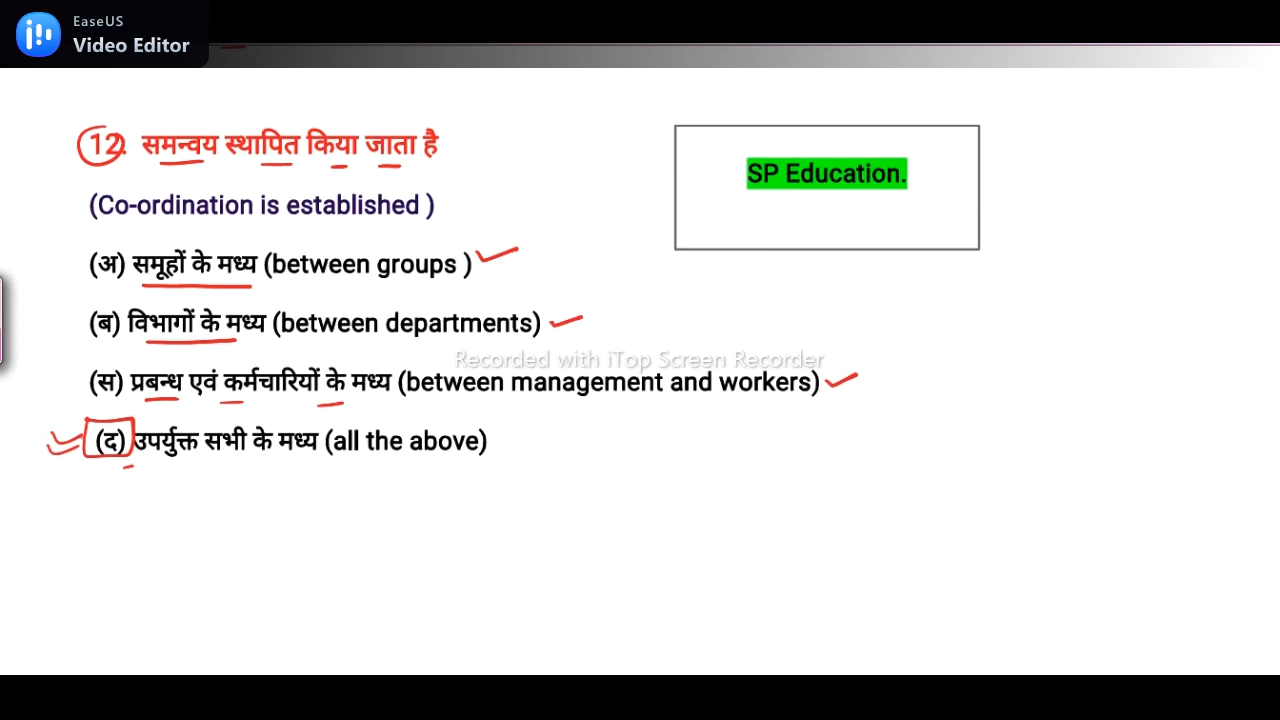 EaseUS
Video Editor
12. समन्वय स्थापित किया जाता है
SP Education.
(Co-ordination is established )
(अ) समूहों के मध्य (between groups )
(ब) विभागों के मध्य (between departments)
Recorded with iTop Screen Recorder
(स) प्रबन्ध एवं कर्मचारियों के मध्य (between management and workers)
(द) उपर्युक्त सभी के मध्य (all the above)